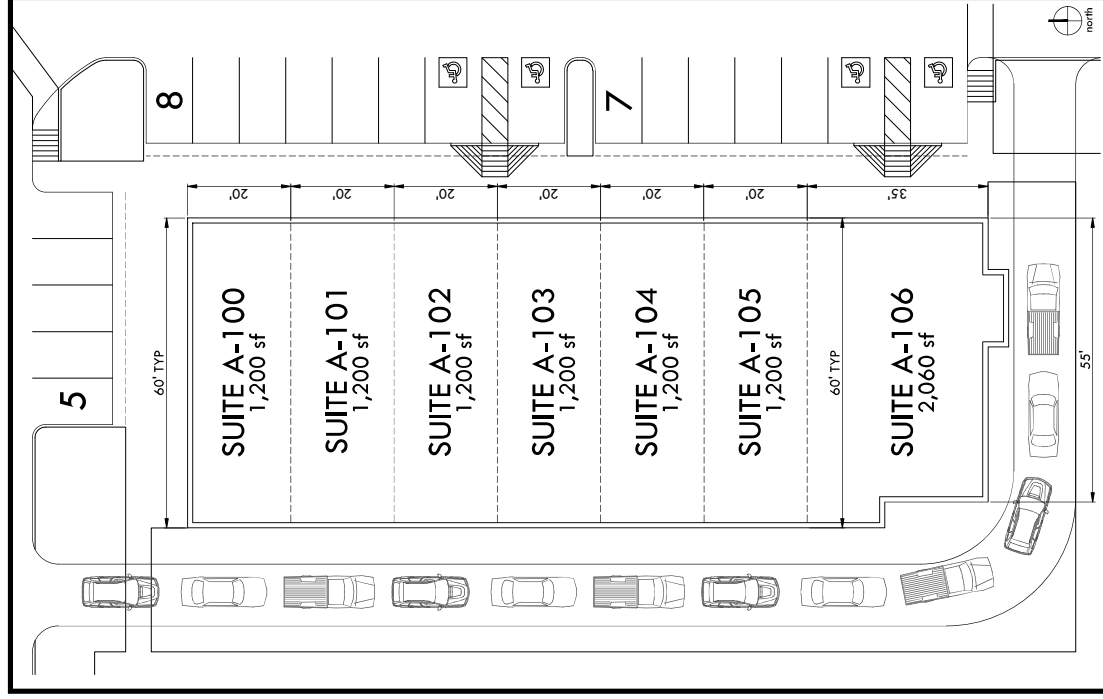 north
8
7
20'
20'
20'
20'
20'
20'
35'
5
60' TYP
SUITE A-100
1,200 sf
SUITE A-101
1,200 sf
SUITE A-102
1,200 sf
SUITE A-103
1,200 sf
SUITE A-104
1,200 sf
SUITE A-105
1,200 sf
60' TYP
SUITE A-106
2,060 sf
55'